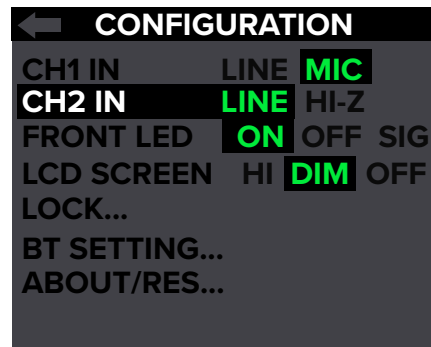 CONFIGURATION
CH1 IN LINE MIC
CH2 IN LINE HI-Z
FRONT LED ON OFF SIG
LCD SCREEN HI DIM OFF
LOCK...
BT SETTING...
ABOUT/RES...